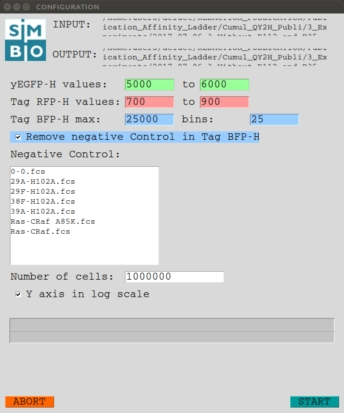 CONFIGURATION
SiM
BiO
INPUT:
ication_Affinity_Ladder/Cumul_QY2H_Publi/3_Ex
OUTPUT:
ication_Affinity_Ladder/Cumul_QY2H_Publi/3_Ex
yEGFP-H values: 5000 to 6000
Tag RFP-H values: 700 to 900
Tag BFP-H max: 25000 bins: 25
Remove negative Control in Tag BFP-H
Negative Control:
0-0.fcs
29A-H102A.fcs
29F-H102A.fcs
38F-H102A.fcs
39A-H102A.fcs
Ras-CRaf A85K.fcs
Ras-CRaf.fcs
Number of cells: 1000000
Y axis in log scale
ABORT
START